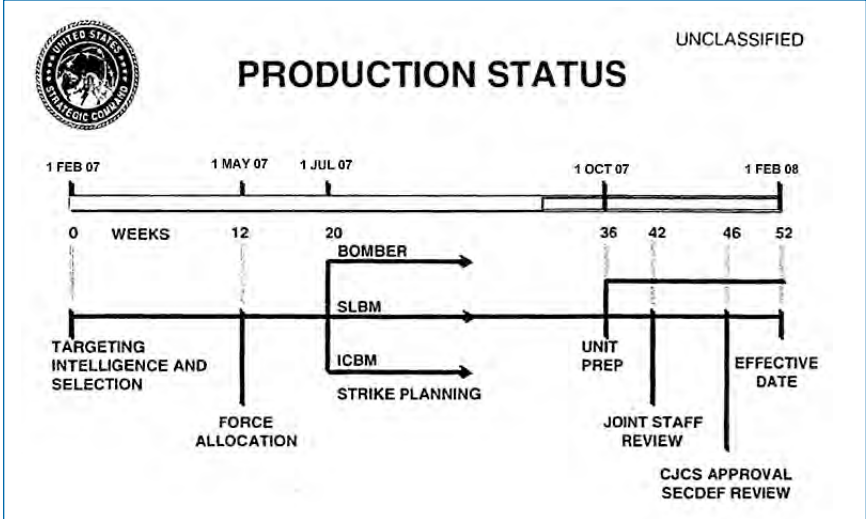 UNCLASSIFIED
UNITED STATES
STRATEGIC COMMAND
PRODUCTION STATUS
1 FEB 07
1 MAY 07
1 JUL 07
1 OCT 07
1 FEB 08
0 WEEKS 12 20 36 42 46 52
BOMBER
SLBM
ICBM
STRIKE PLANNING
TARGETING
INTELLIGENCE AND
SELECTION
FORCE
ALLOCATION
UNIT
PREP
JOINT STAFF
REVIEW
CJCS APPROVAL
SECDEF REVIEW
EFFECTIVE
DATE